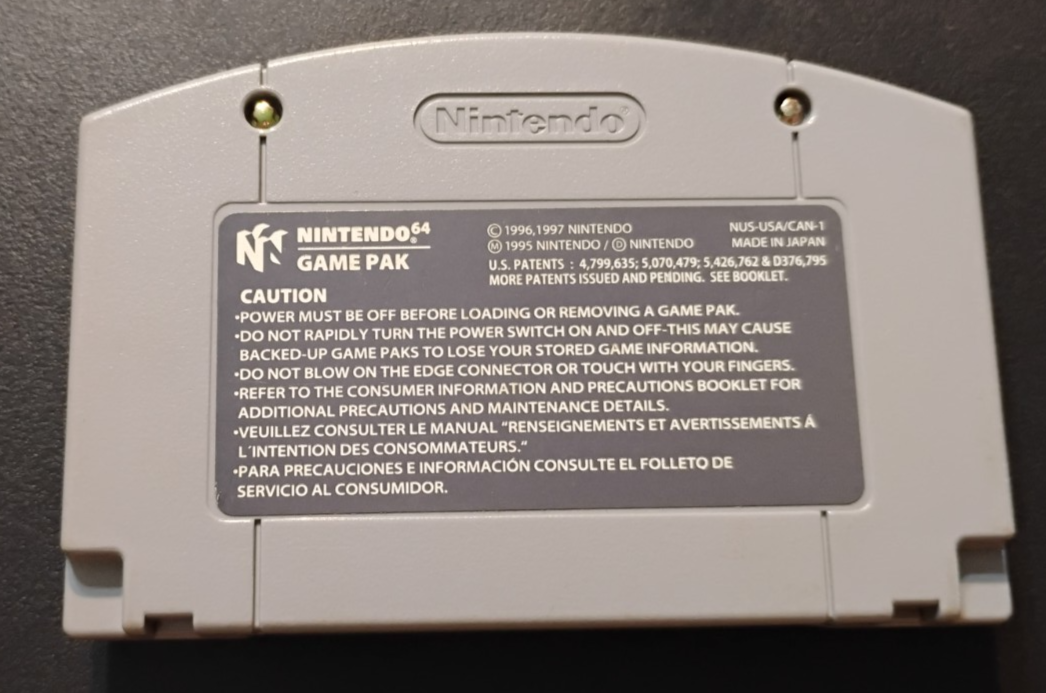 Nintendo®
NINTENDO®64
GAME PAK
© 1996,1997 NINTENDO
Ⓜ 1995 NINTENDO / Ⓓ NINTENDO
NUS-USA/CAN-1
MADE IN JAPAN
U.S. PATENTS : 4,799,635; 5,070,479; 5,426,762 & D376,795
MORE PATENTS ISSUED AND PENDING. SEE BOOKLET.
CAUTION
•POWER MUST BE OFF BEFORE LOADING OR REMOVING A GAME PAK.
•DO NOT RAPIDLY TURN THE POWER SWITCH ON AND OFF-THIS MAY CAUSE
BACKED-UP GAME PAKS TO LOSE YOUR STORED GAME INFORMATION.
•DO NOT BLOW ON THE EDGE CONNECTOR OR TOUCH WITH YOUR FINGERS.
•REFER TO THE CONSUMER INFORMATION AND PRECAUTIONS BOOKLET FOR
ADDITIONAL PRECAUTIONS AND MAINTENANCE DETAILS.
•VEUILLEZ CONSULTER LE MANUAL "RENSEIGNEMENTS ET AVERTISSEMENTS Á
L´INTENTION DES CONSOMMATEURS."
•PARA PRECAUCIONES E INFORMACIÓN CONSULTE EL FOLLETO DE
SERVICIO AL CONSUMIDOR.